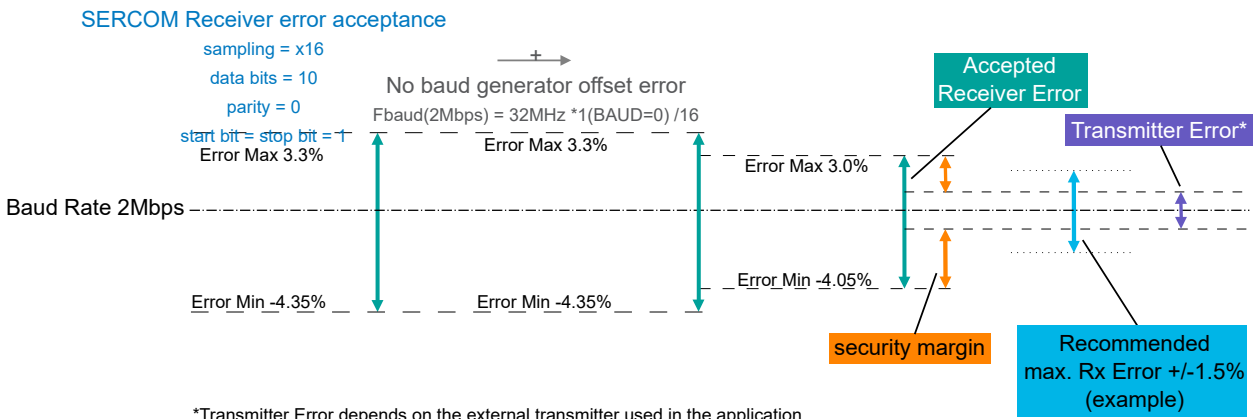 SERCOM Receiver error acceptance
sampling = x16
data bits = 10
parity = 0
start bit = stop bit = 1
+
No baud generator offset error
Fbaud(2Mbps) = 32MHz *1(BAUD=0) /16
Accepted
Receiver Error
Transmitter Error*
Error Max 3.3%
Error Max 3.3%
Error Max 3.0%
Baud Rate 2Mbps
Error Min -4.35%
Error Min -4.35%
Error Min -4.05%
security margin
Recommended
max. Rx Error +/-1.5%
(example)
*Transmitter Error depends on the external transmitter used in the application